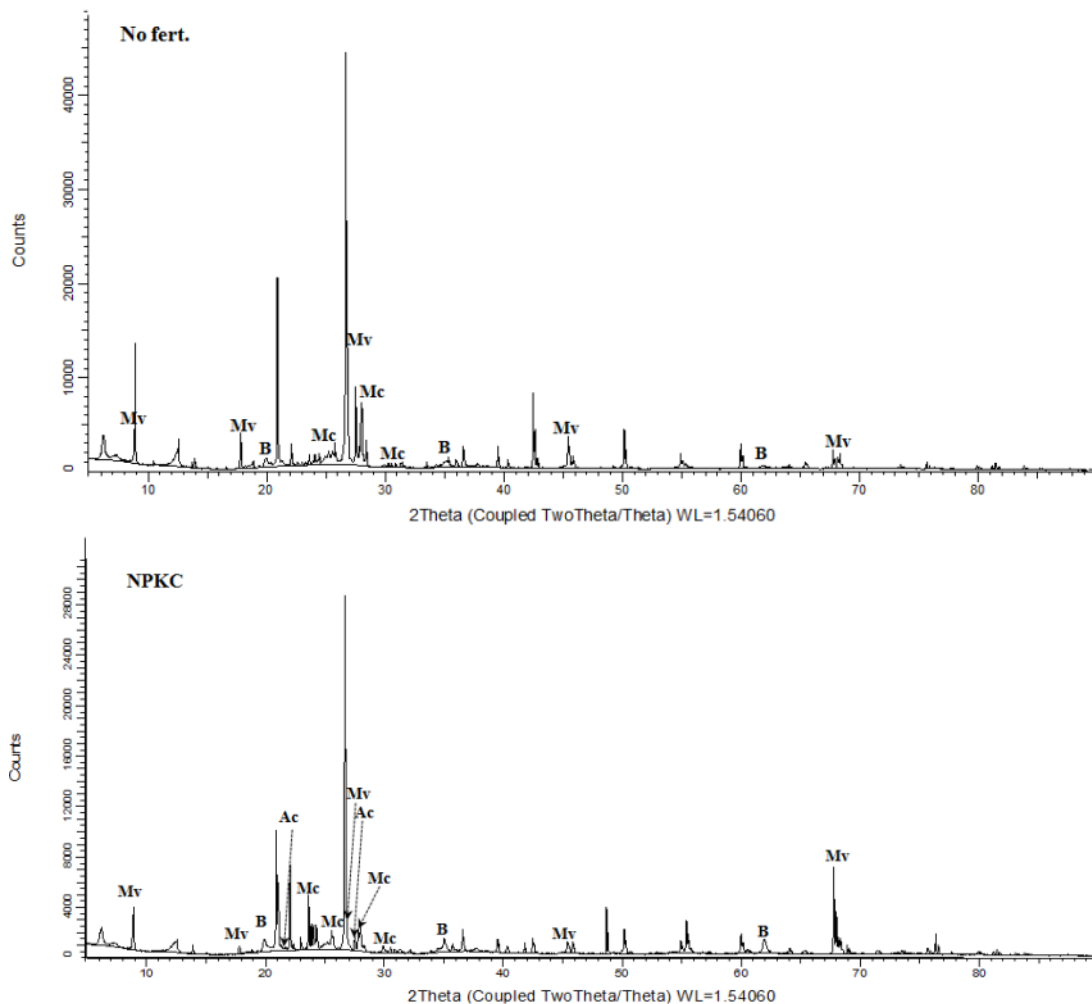 No fert.
40000
30000
20000
10000
0
Counts
Mv
Mv
B
Mc
Mv
Mc
Mc
B
Mv
B
Mv
10
20
30
40
50
60
70
80
2Theta (Coupled TwoTheta/Theta) WL=1.54060
NPKC
28000
24000
20000
16000
12000
8000
4000
0
Counts
Mv
Mv
B
Ac
Mc
Mc
Mv
Ac
Mc
Mc
B
Mv
B
Mv
10
20
30
40
50
60
70
80
2Theta (Coupled TwoTheta/Theta) WL=1.54060